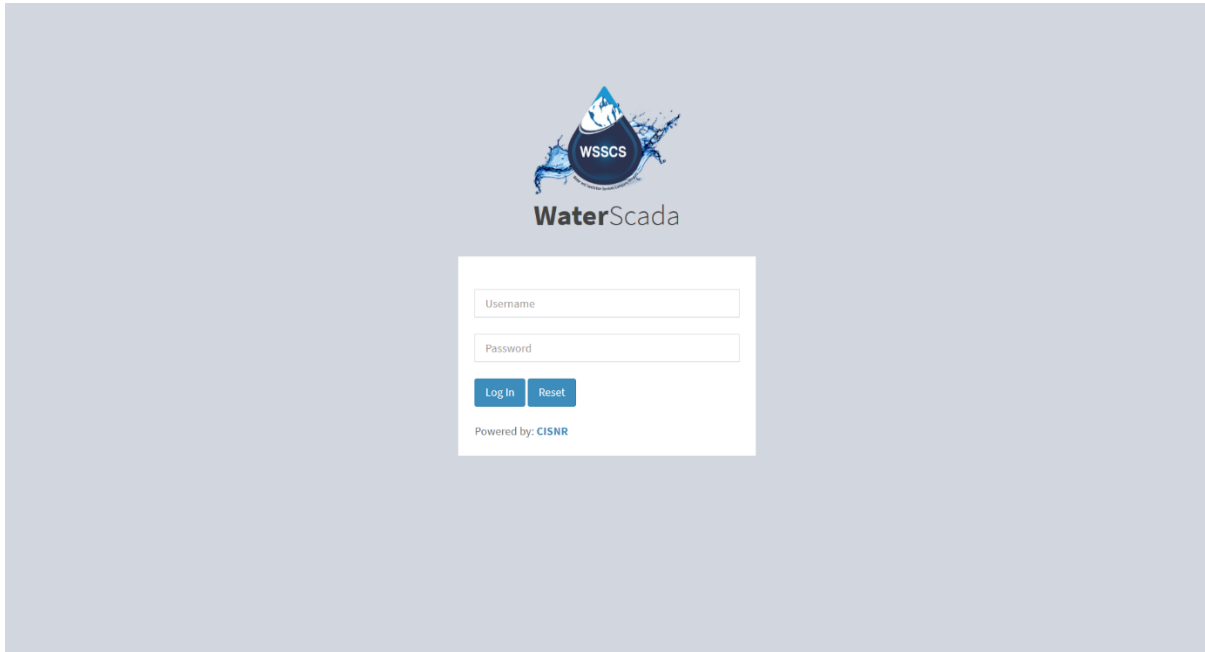 WSSCS
WaterScada
Username
Password
Log In Reset
Powered by: CISNR